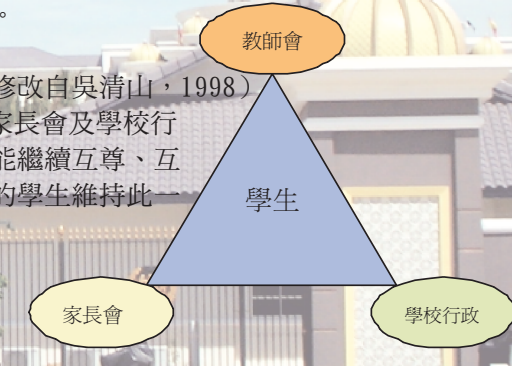 。
教師會
修改自吳清山，1998）
家長會及學校行
能繼續互尊、互
的學生維持此一
學生
家長會
學校行政